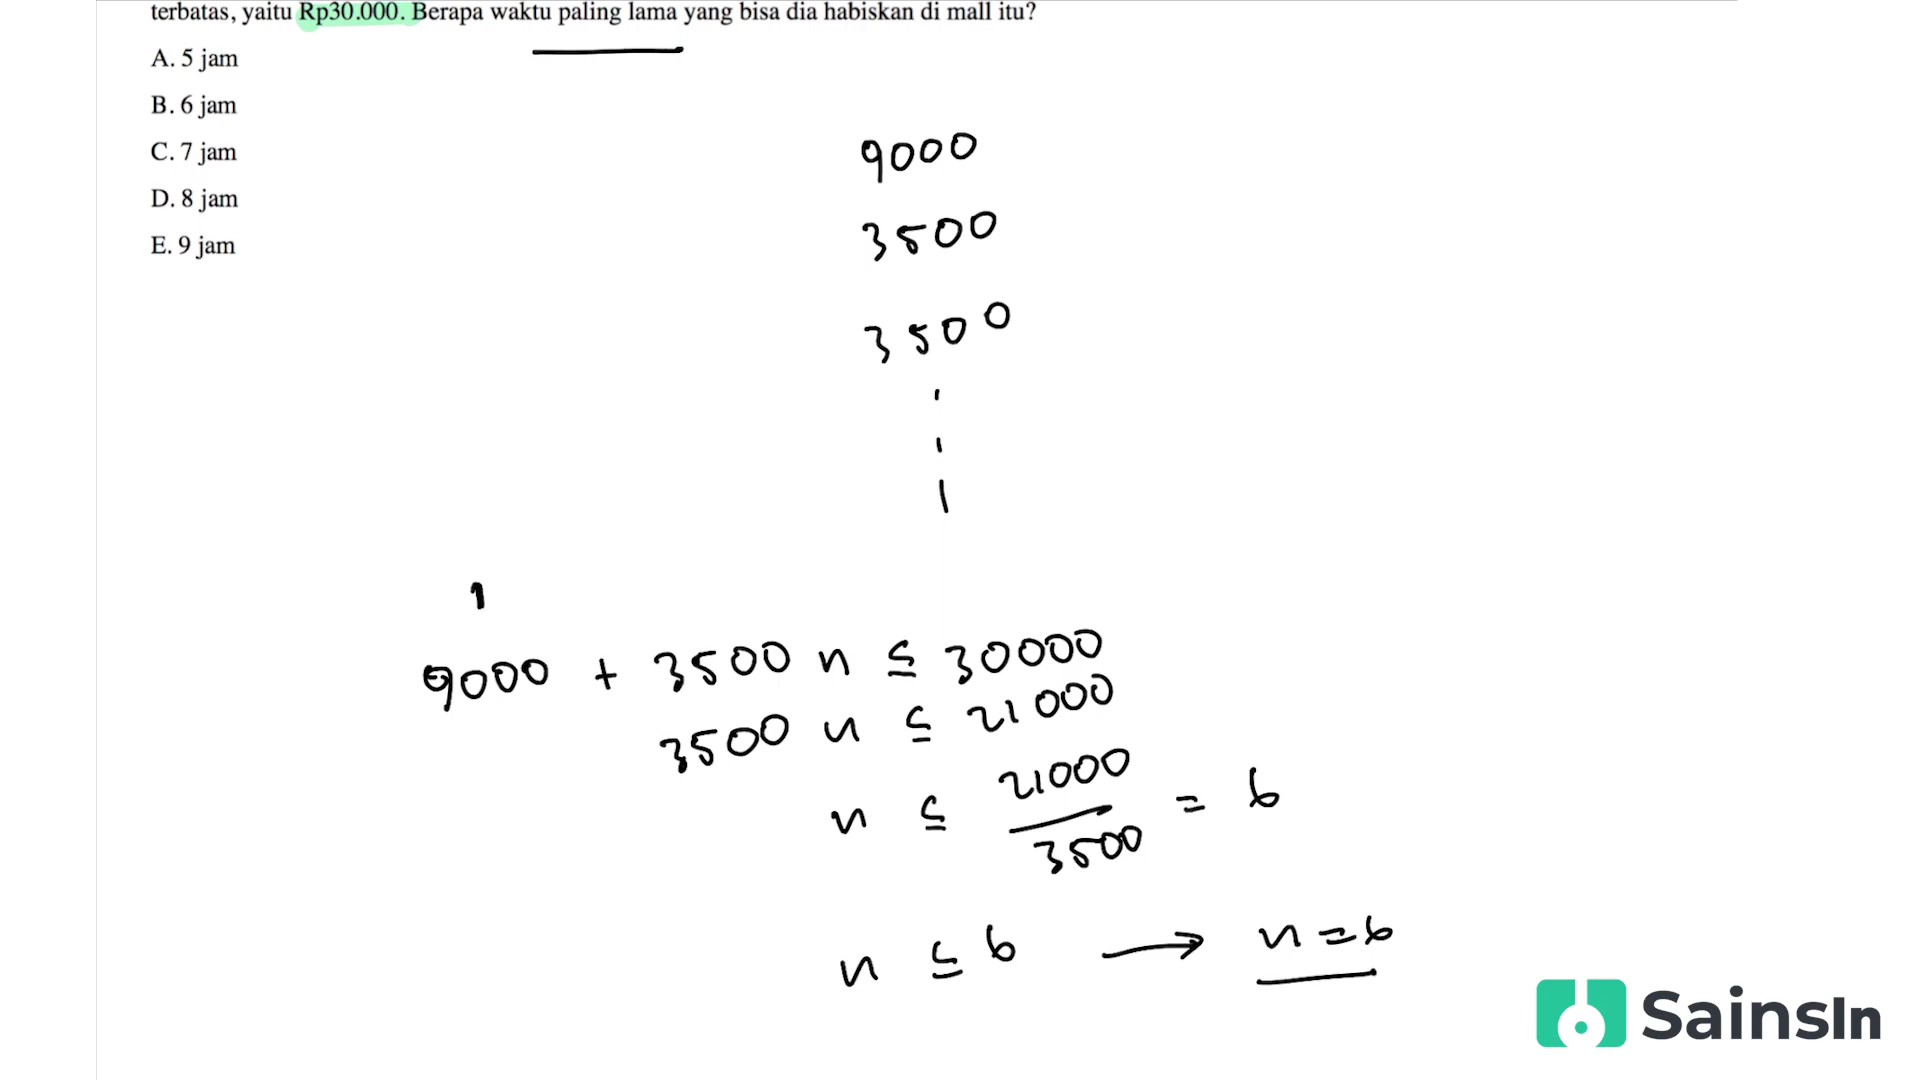 terbatas, yaitu Rp30.000. Berapa waktu paling lama yang bisa dia habiskan di mall itu?
A. 5 jam
B. 6 jam
C. 7 jam
D. 8 jam
E. 9 jam
9000
3500
3500
1
9000 + 3500 n ≤ 30000
3500 n ≤ 21000
n ≤ 21000/3500 = 6
n ≤ 6 → n = 6
SainsIn